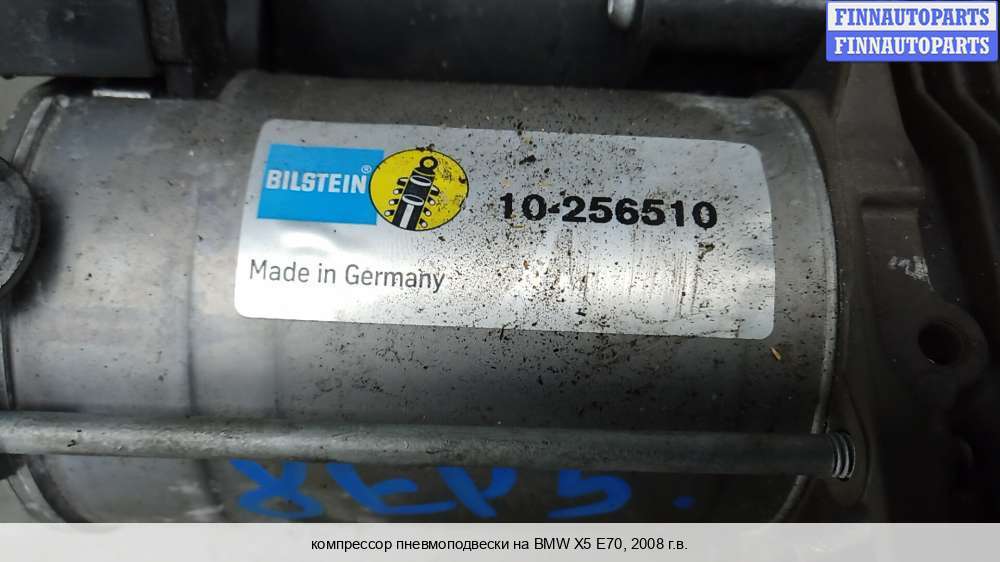 FINNAUTOPARTS
FINNAUTOPARTS
BILSTEIN®
10-256510
Made in Germany
компрессор пневмоподвески на BMW X5 E70, 2008 г.в.